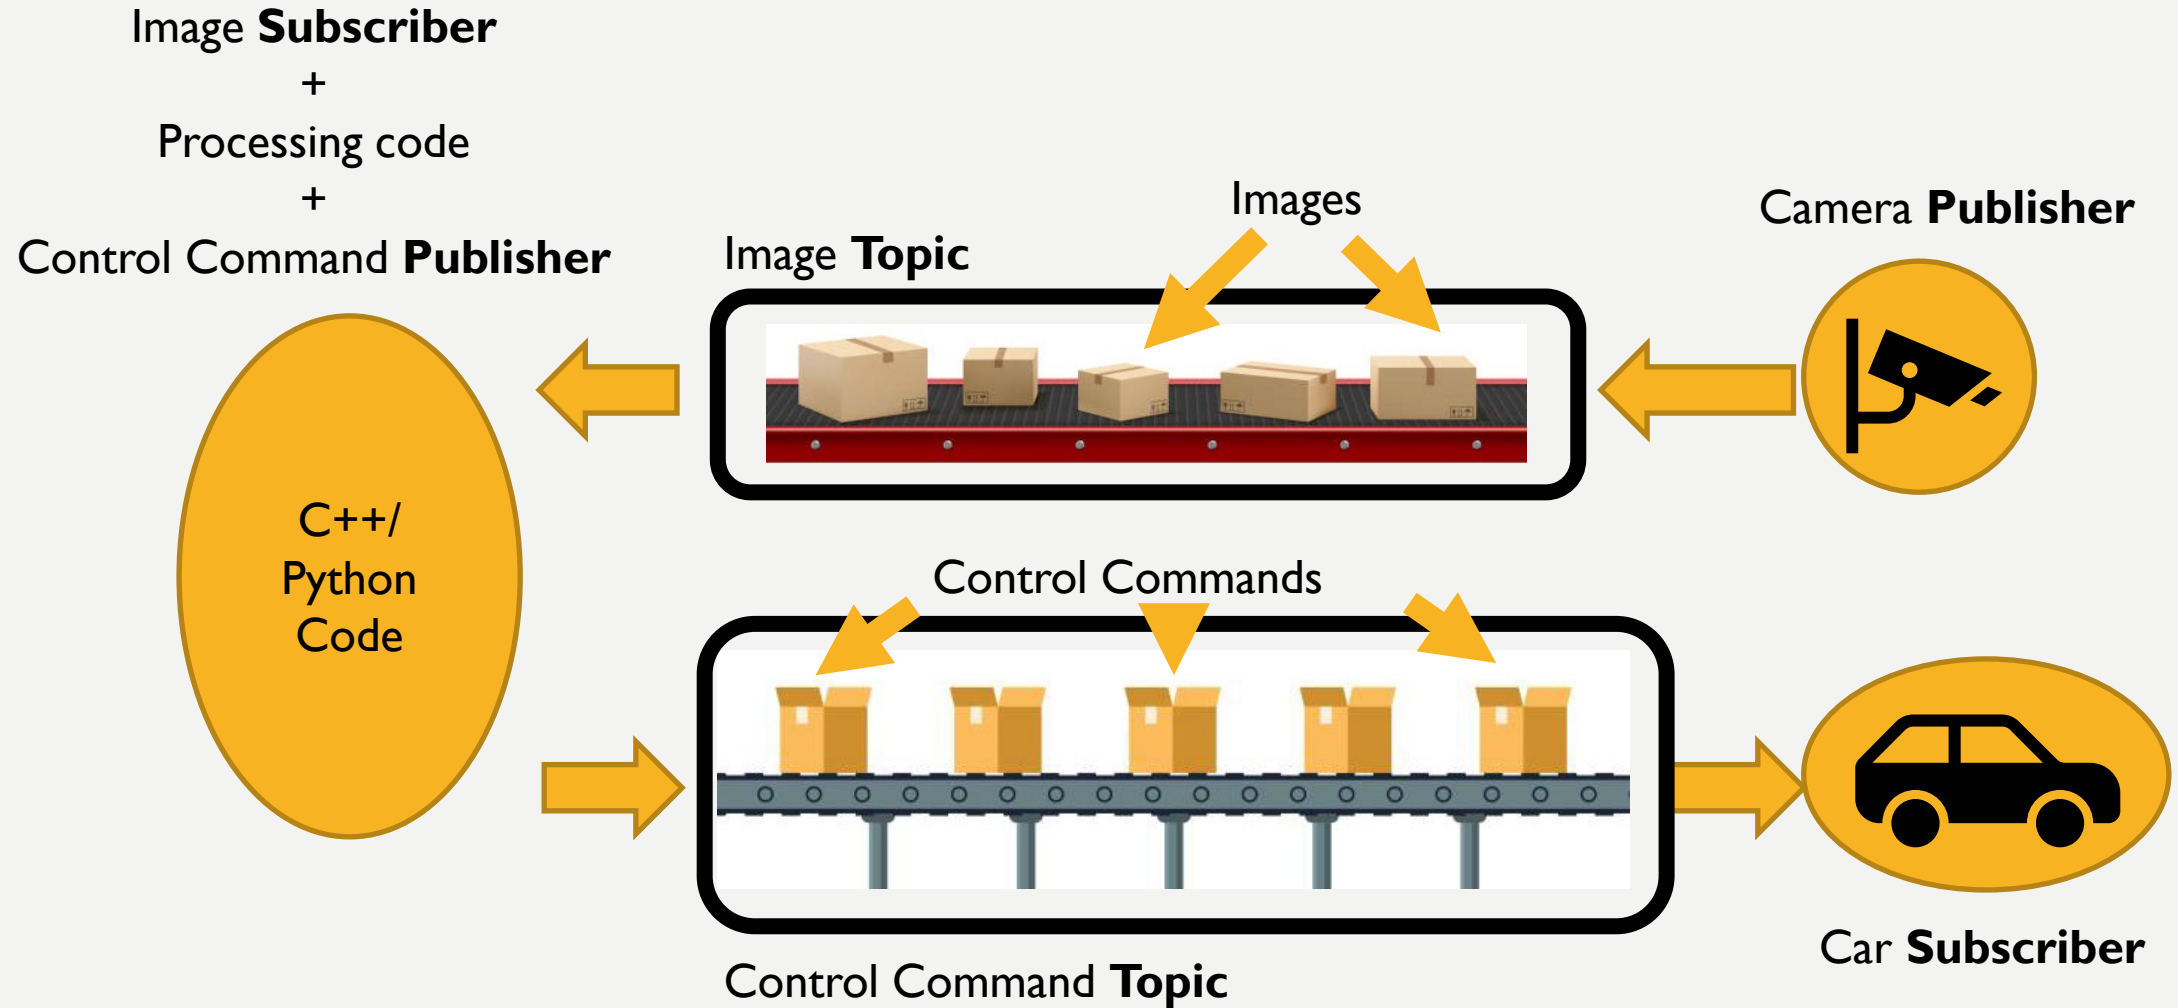 Image Subscriber
+
Processing code
+
Control Command Publisher
C++/
Python
Code
Image Topic
Images
Camera Publisher
Control Commands
Control Command Topic
Car Subscriber